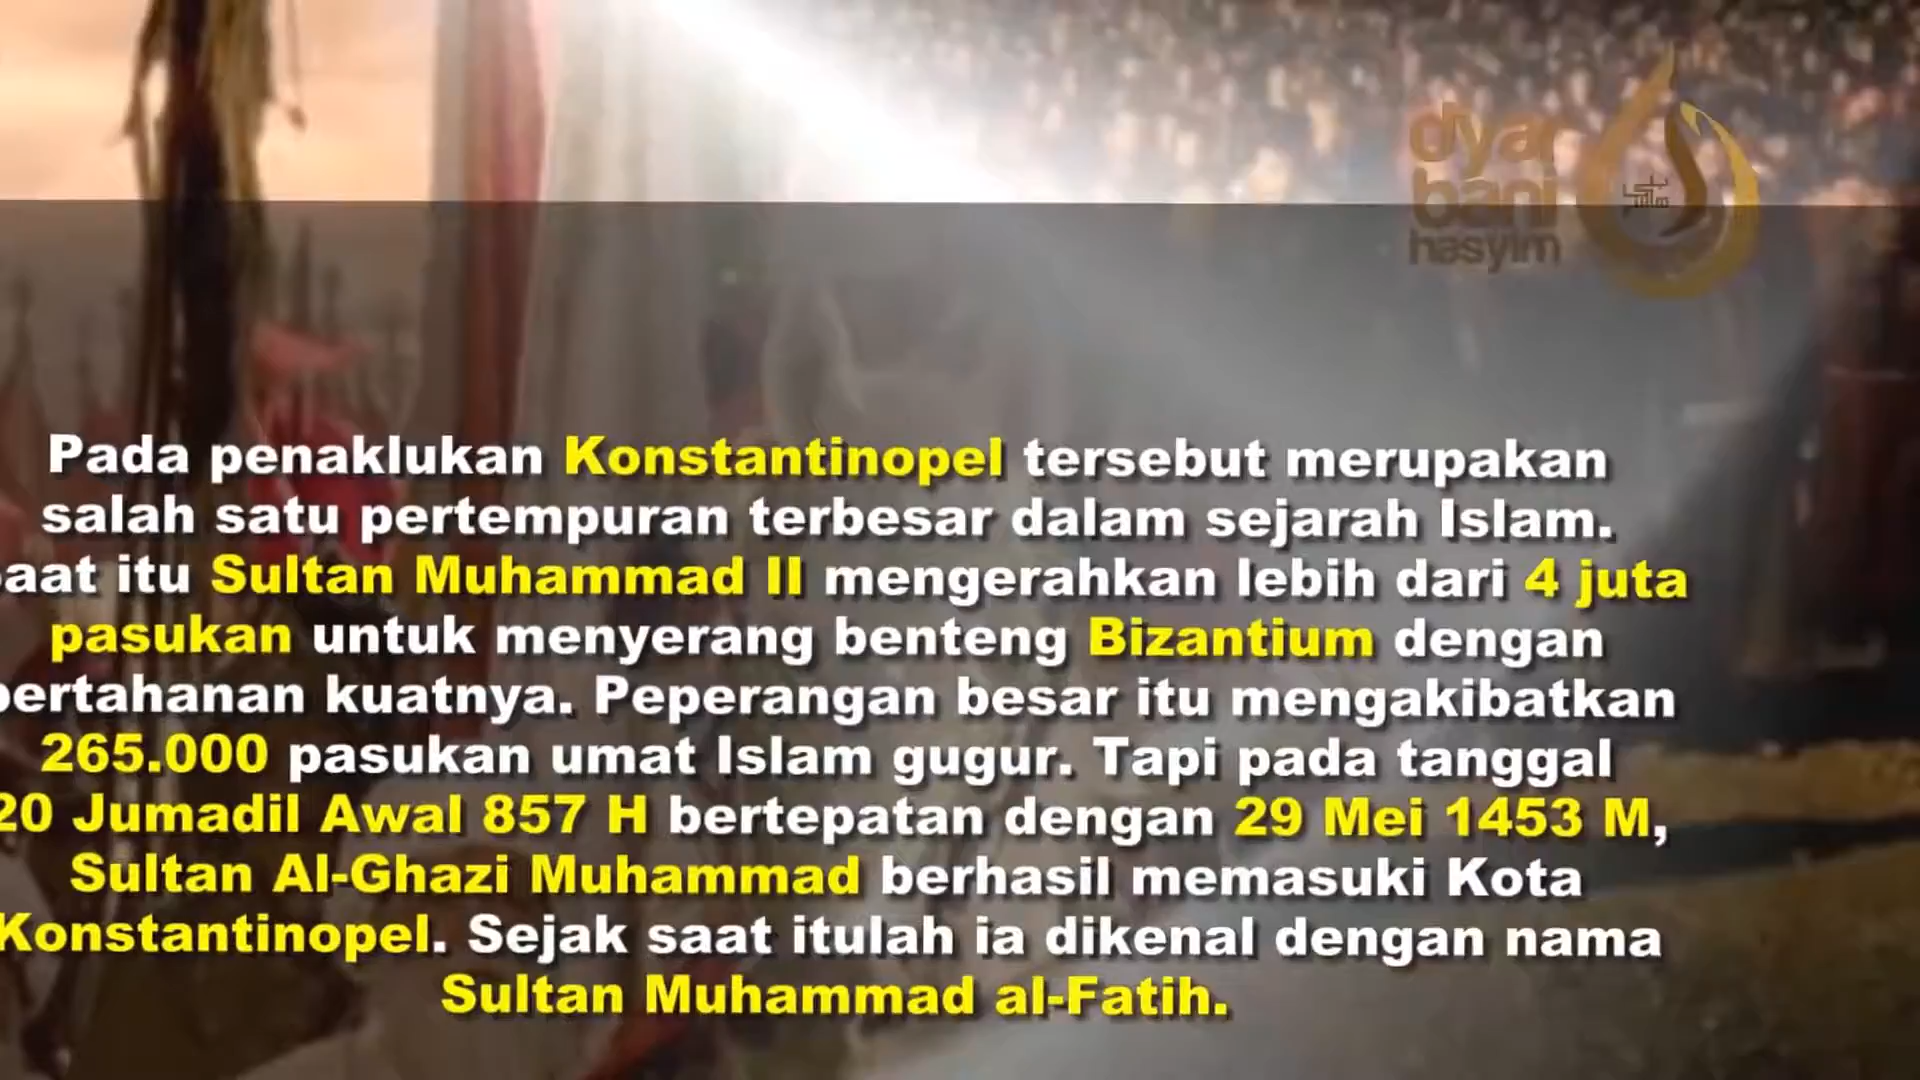 dyar
bani
hasyim
Pada penaklukan Konstantinopel tersebut merupakan
salah satu pertempuran terbesar dalam sejarah Islam.
aat itu Sultan Muhammad II mengerahkan lebih dari 4 juta
pasukan untuk menyerang benteng Bizantium dengan
pertahanan kuatnya. Peperangan besar itu mengakibatkan
265.000 pasukan umat Islam gugur. Tapi pada tanggal
20 Jumadil Awal 857 H bertepatan dengan 29 Mei 1453 M,
Sultan Al-Ghazi Muhammad berhasil memasuki Kota
Konstantinopel. Sejak saat itulah ia dikenal dengan nama
Sultan Muhammad al-Fatih.